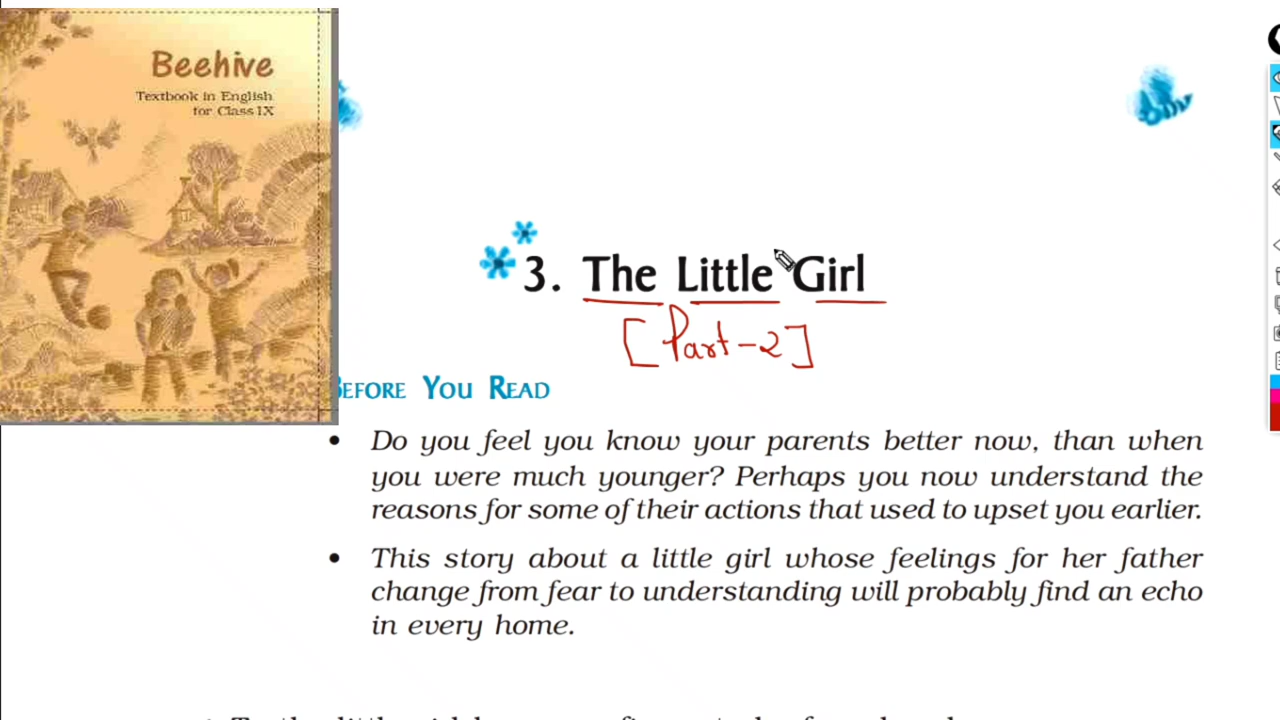 Beehive
Textbook in English
for Class IX
3. The Little Girl
[Part-2]
EFORE YOU READ
• Do you feel you know your parents better now, than when
you were much younger? Perhaps you now understand the
reasons for some of their actions that used to upset you earlier.
• This story about a little girl whose feelings for her father
change from fear to understanding will probably find an echo
in every home.